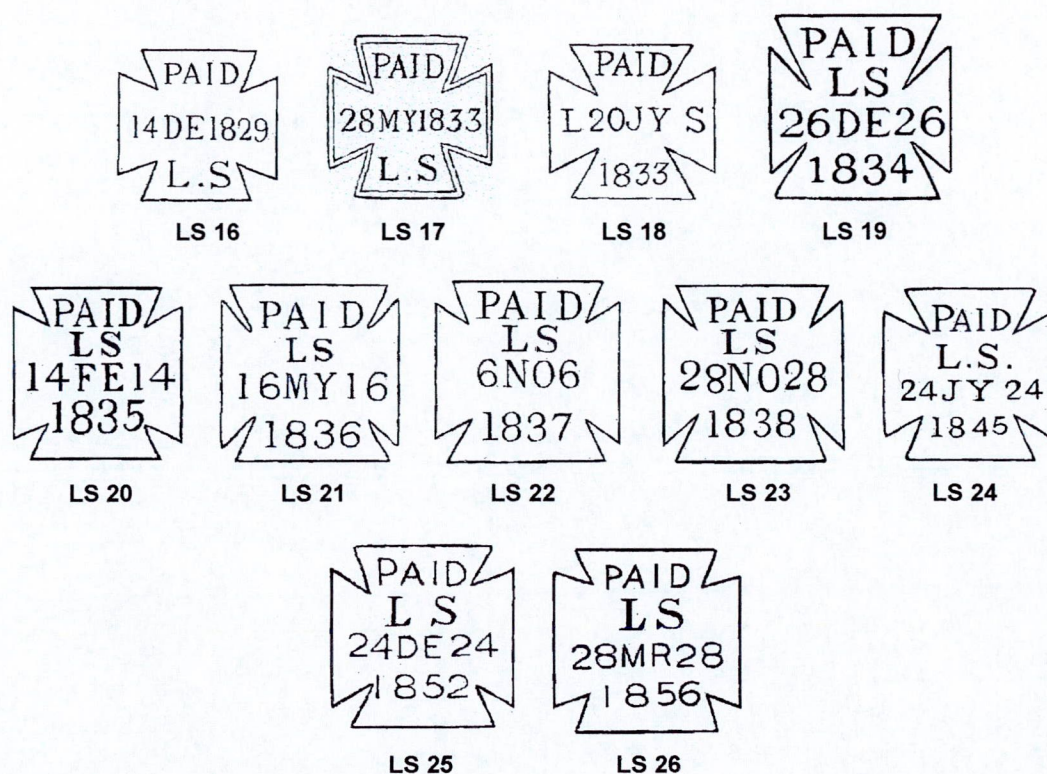 PAID
14DE1829
L..S
LS 16
PAID
28MY1833
L..S
LS 17
PAID
L20JY S
1833
LS 18
PAID
LS
26DE26
1834
LS 19
PAID
LS
14FE14
1835
LS 20
PAID
LS
16MY16
1836
LS 21
PAID
LS
6NO6
1837
LS 22
PAID
LS
28NO28
1838
LS 23
PAID
L.S.
24JY 24
1845
LS 24
PAID
L S
24DE24
1852
LS 25
PAID
LS
28MR28
1856
LS 26